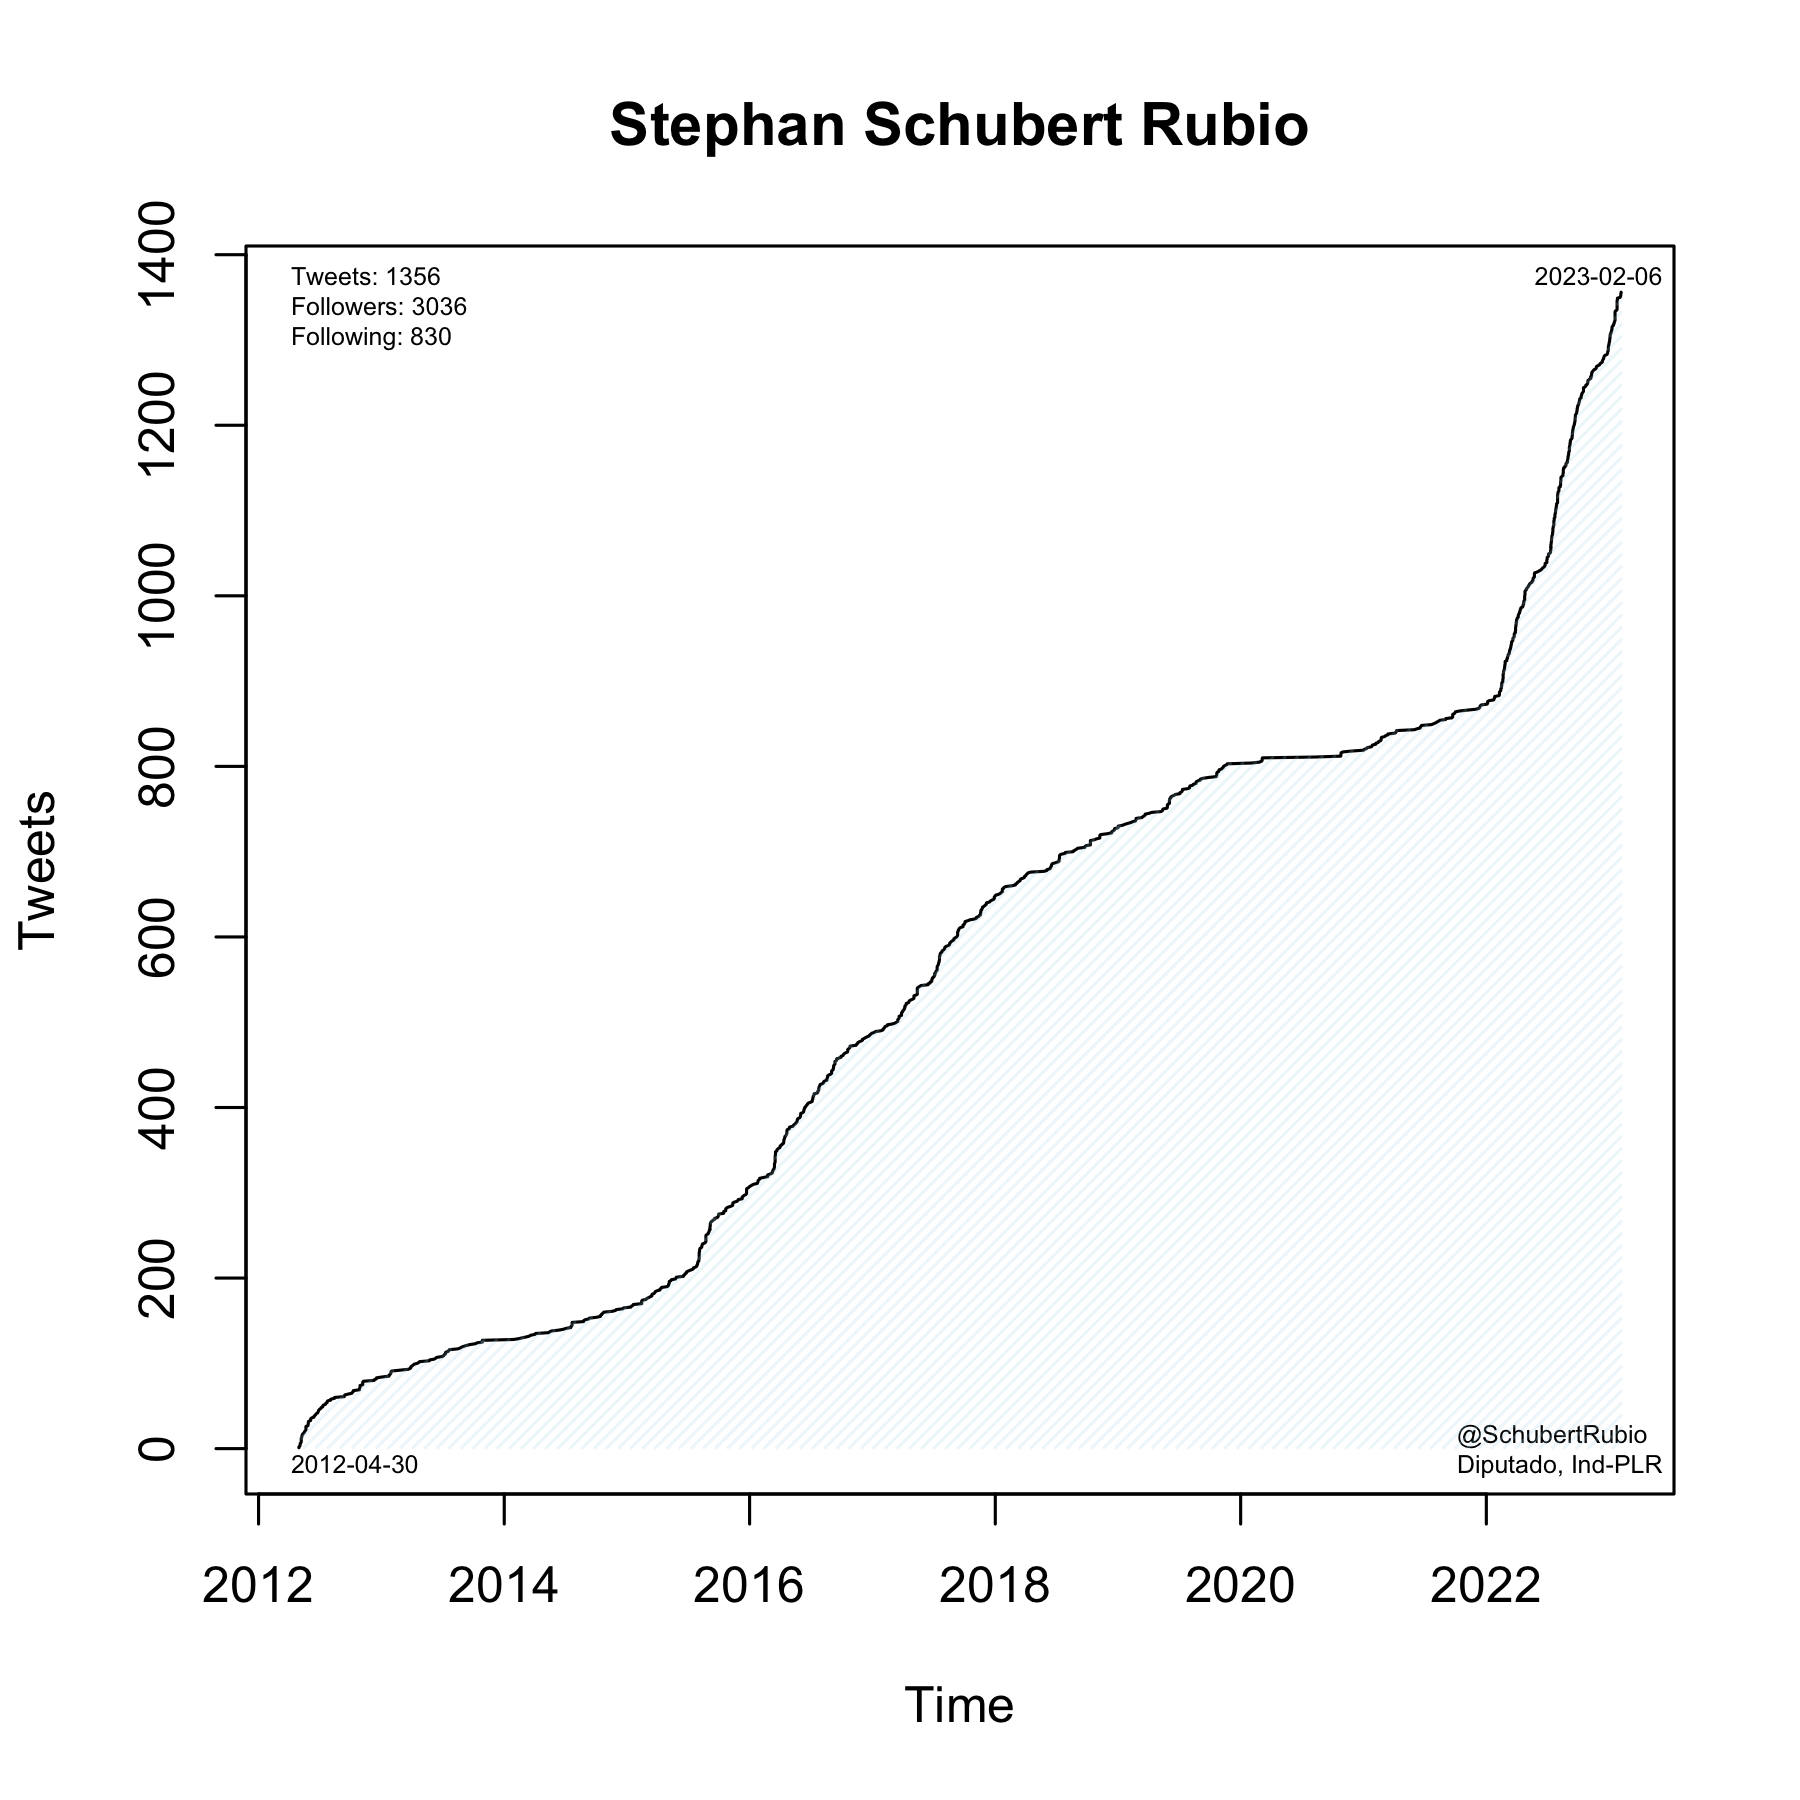 Stephan Schubert Rubio
Tweets: 1356
Followers: 3036
Following: 830
2023-02-06
1400
1200
1000
800
600
400
200
0
Tweets
@SchubertRubio
Diputado, Ind-PLR
2012-04-30
2012 2014 2016 2018 2020 2022
Time